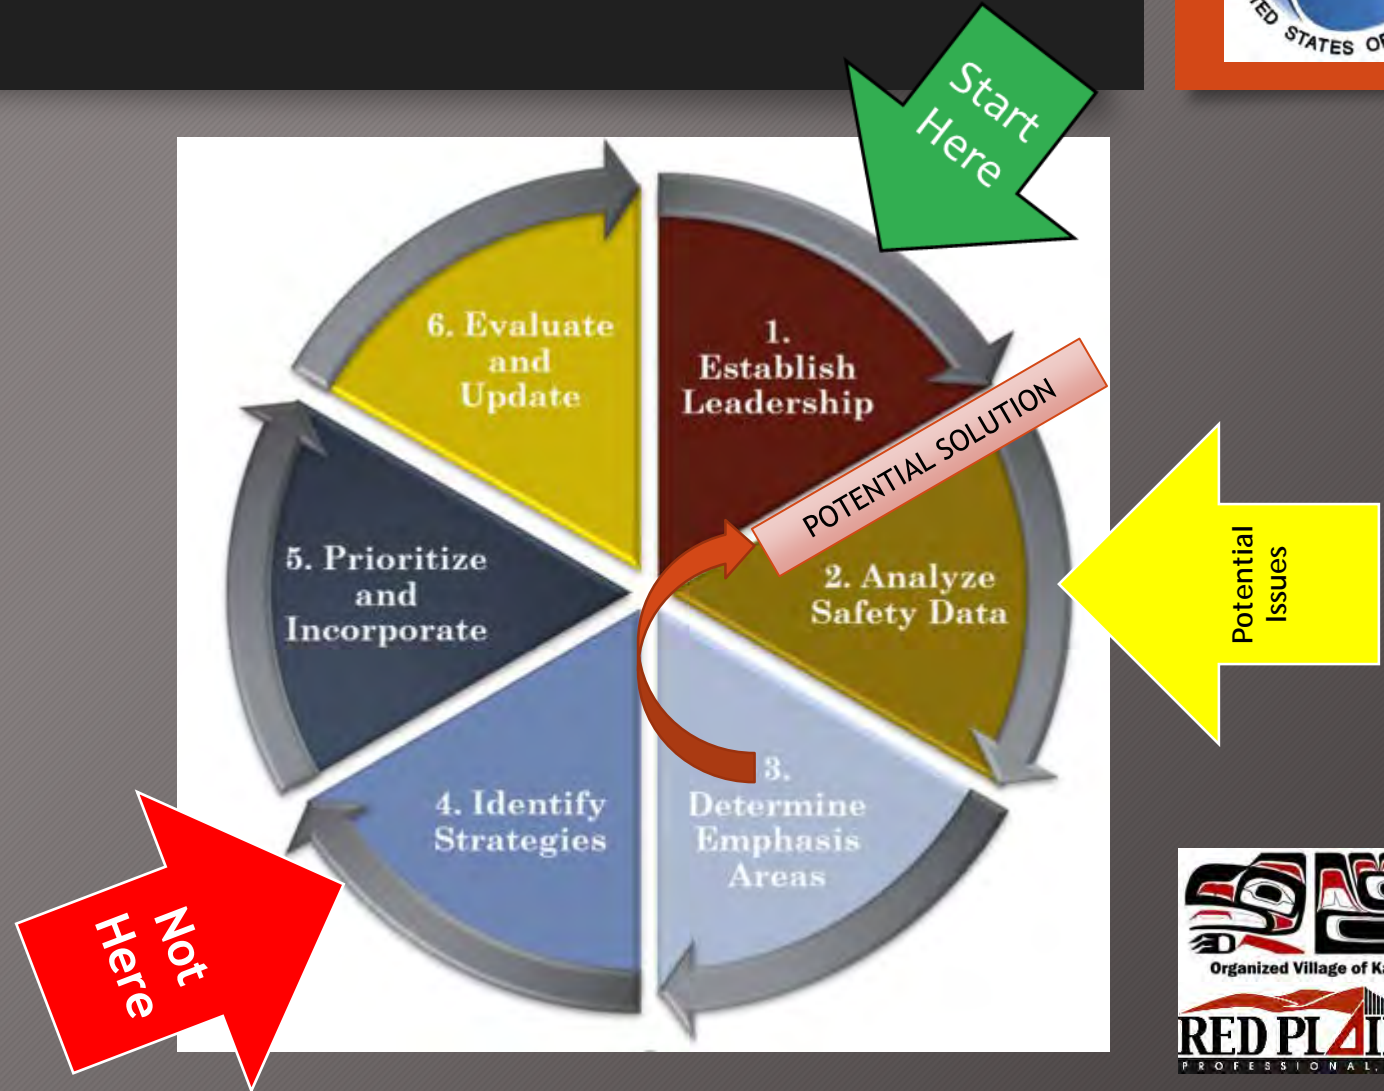 STATES
Start
Here
6. Evaluate
and
Update
1.
Establish
Leadership
POTENTIAL SOLUTION
Potential
Issues
2. Analyze
Safety Data
5. Prioritize
and
Incorporate
3.
Determine
Emphasis
Areas
4. Identify
Strategies
Not
Here
Organized Village of
RED
PROFESSIONAL,